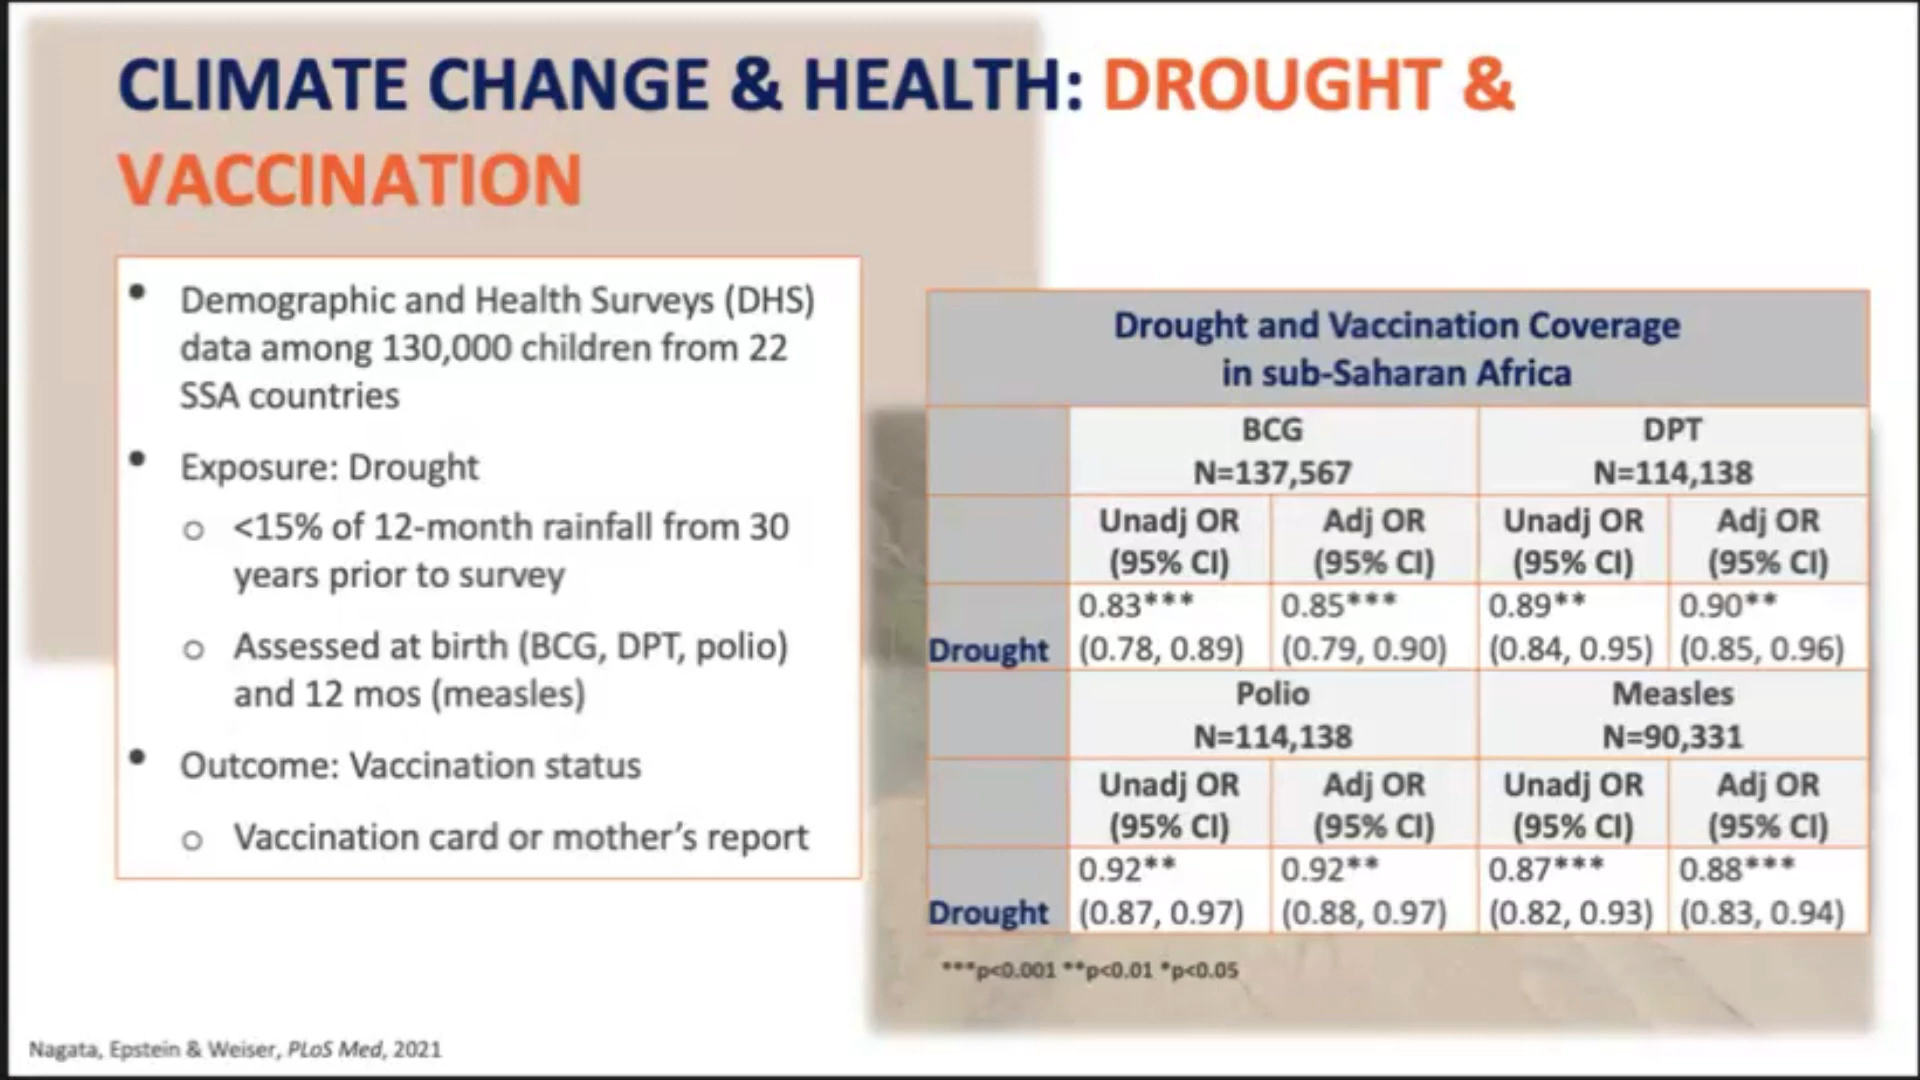 CLIMATE CHANGE & HEALTH: DROUGHT &
VACCINATION
• Demographic and Health Surveys (DHS)
data among 130,000 children from 22
SSA countries
• Exposure: Drought
o <15% of 12-month rainfall from 30
years prior to survey
o Assessed at birth (BCG, DPT, polio)
and 12 mos (measles)
• Outcome: Vaccination status
o Vaccination card or mother's report
Drought and Vaccination Coverage
in sub-Saharan Africa
BCG DPT
N=137,567 N=114,138
Unadj OR Adj OR Unadj OR Adj OR
(95% CI) (95% CI) (95% CI) (95% CI)
0.83*** 0.85*** 0.89** 0.90**
Drought (0.78, 0.89) (0.79, 0.90) (0.84, 0.95) (0.85, 0.96)
Polio Measles
N=114,138 N=90,331
Unadj OR Adj OR Unadj OR Adj OR
(95% CI) (95% CI) (95% CI) (95% CI)
0.92** 0.92** 0.87*** 0.88***
Drought (0.87, 0.97) (0.88, 0.97) (0.82, 0.93) (0.83, 0.94)
***p<0.001 **p<0.01 *p<0.05
Nagata, Epstein & Weiser, PLoS Med, 2021